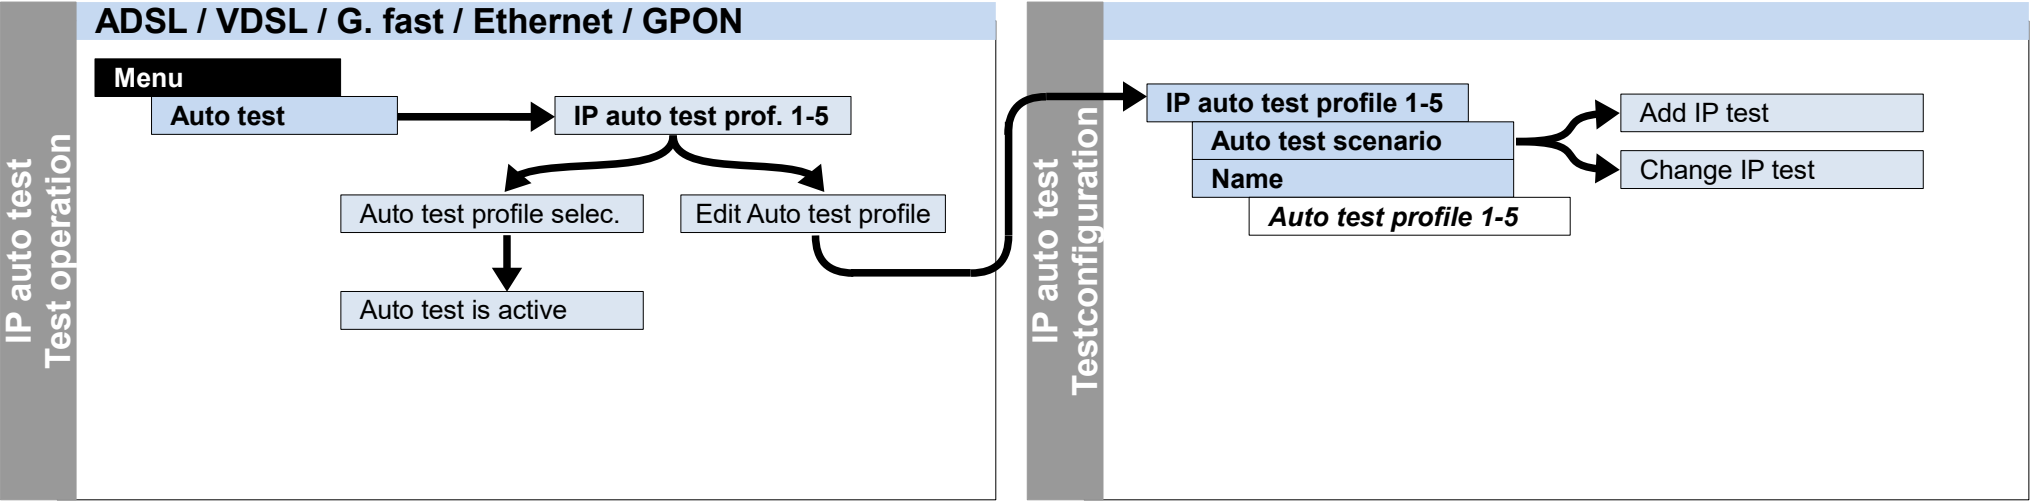 ADSL / VDSL / G. fast / Ethernet / GPON
IP auto test
Test operation
Menu
Auto test
IP auto test prof. 1-5
Auto test profile selec.
Edit Auto test profile
Auto test is active
IP auto test
Testconfiguration
IP auto test profile 1-5
Auto test scenario
Name
Auto test profile 1-5
Add IP test
Change IP test